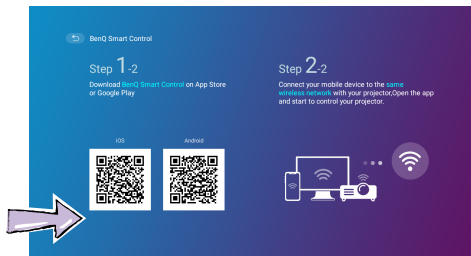 BenQ Smart Control
Step 1-2
Download BenQ Smart Control on App Store
or Google Play
iOS
Android
Step 2-2
Connect your mobile device to the same
wireless network with your projector,Open the app
and start to control your projector.